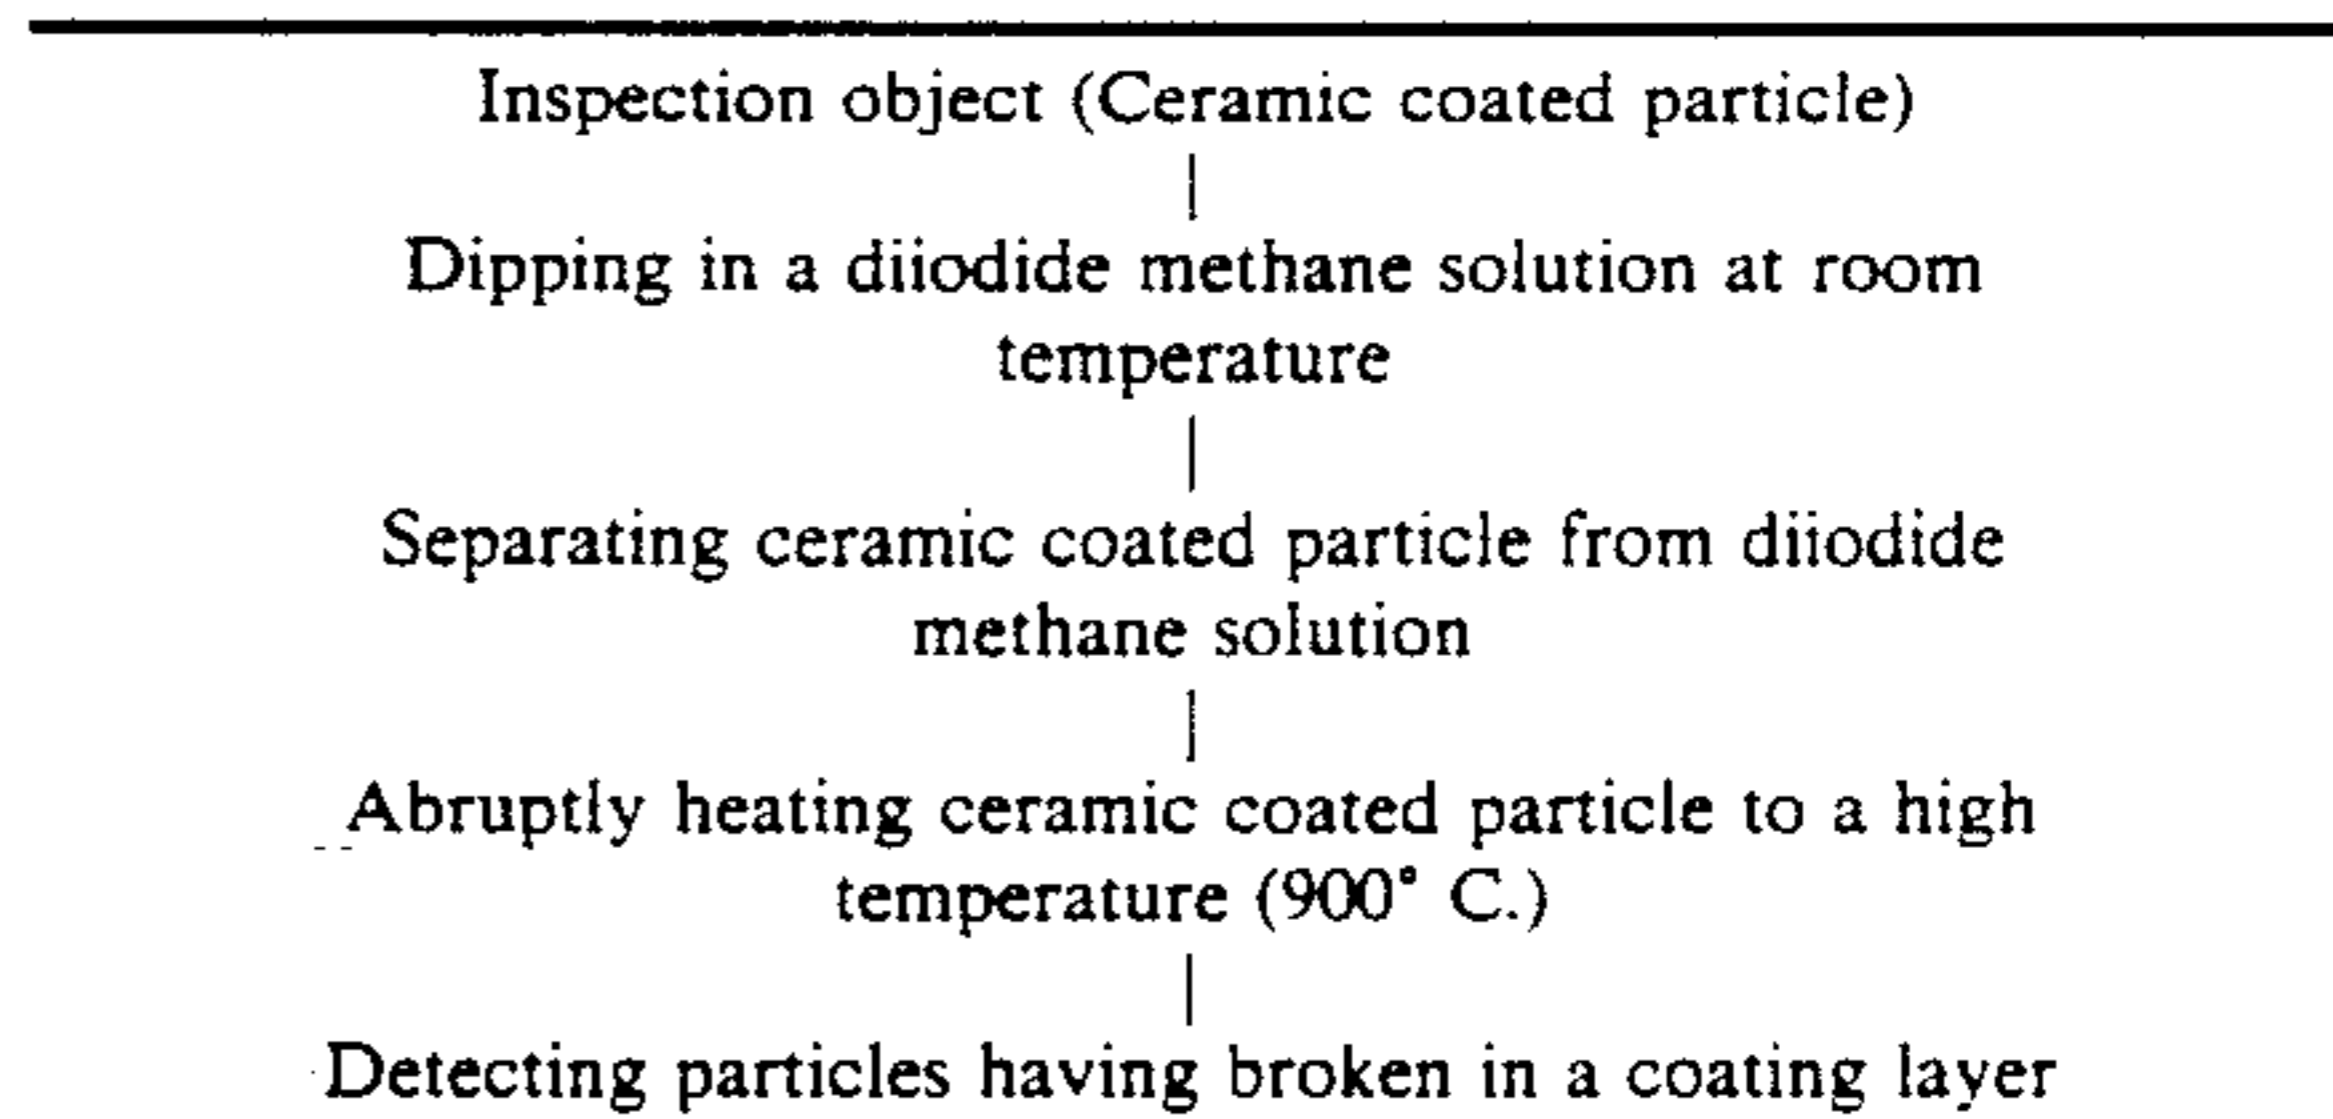 Inspection object (Ceramic coated particle)
Dipping in a diiodide methane solution at room
temperature
Separating ceramic coated particle from diiodide
methane solution
Abruptly heating ceramic coated particle to a high
temperature (900° C.)
Detecting particles having broken in a coating layer